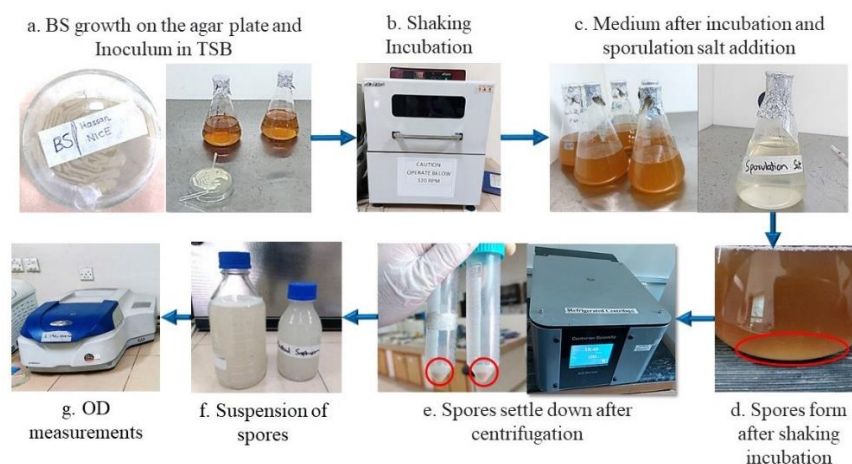 a. BS growth on the agar plate and
Inoculum in TSB
b. Shaking
Incubation
c. Medium after incubation and
sporulation salt addition
BS
Hassan
NICE
CAUTION
OPERATE BELOW
Refrigerated Centrifuge
g. OD
measurements
f. Suspension of
spores
e. Spores settle down after
centrifugation
d. Spores form
after shaking
incubation